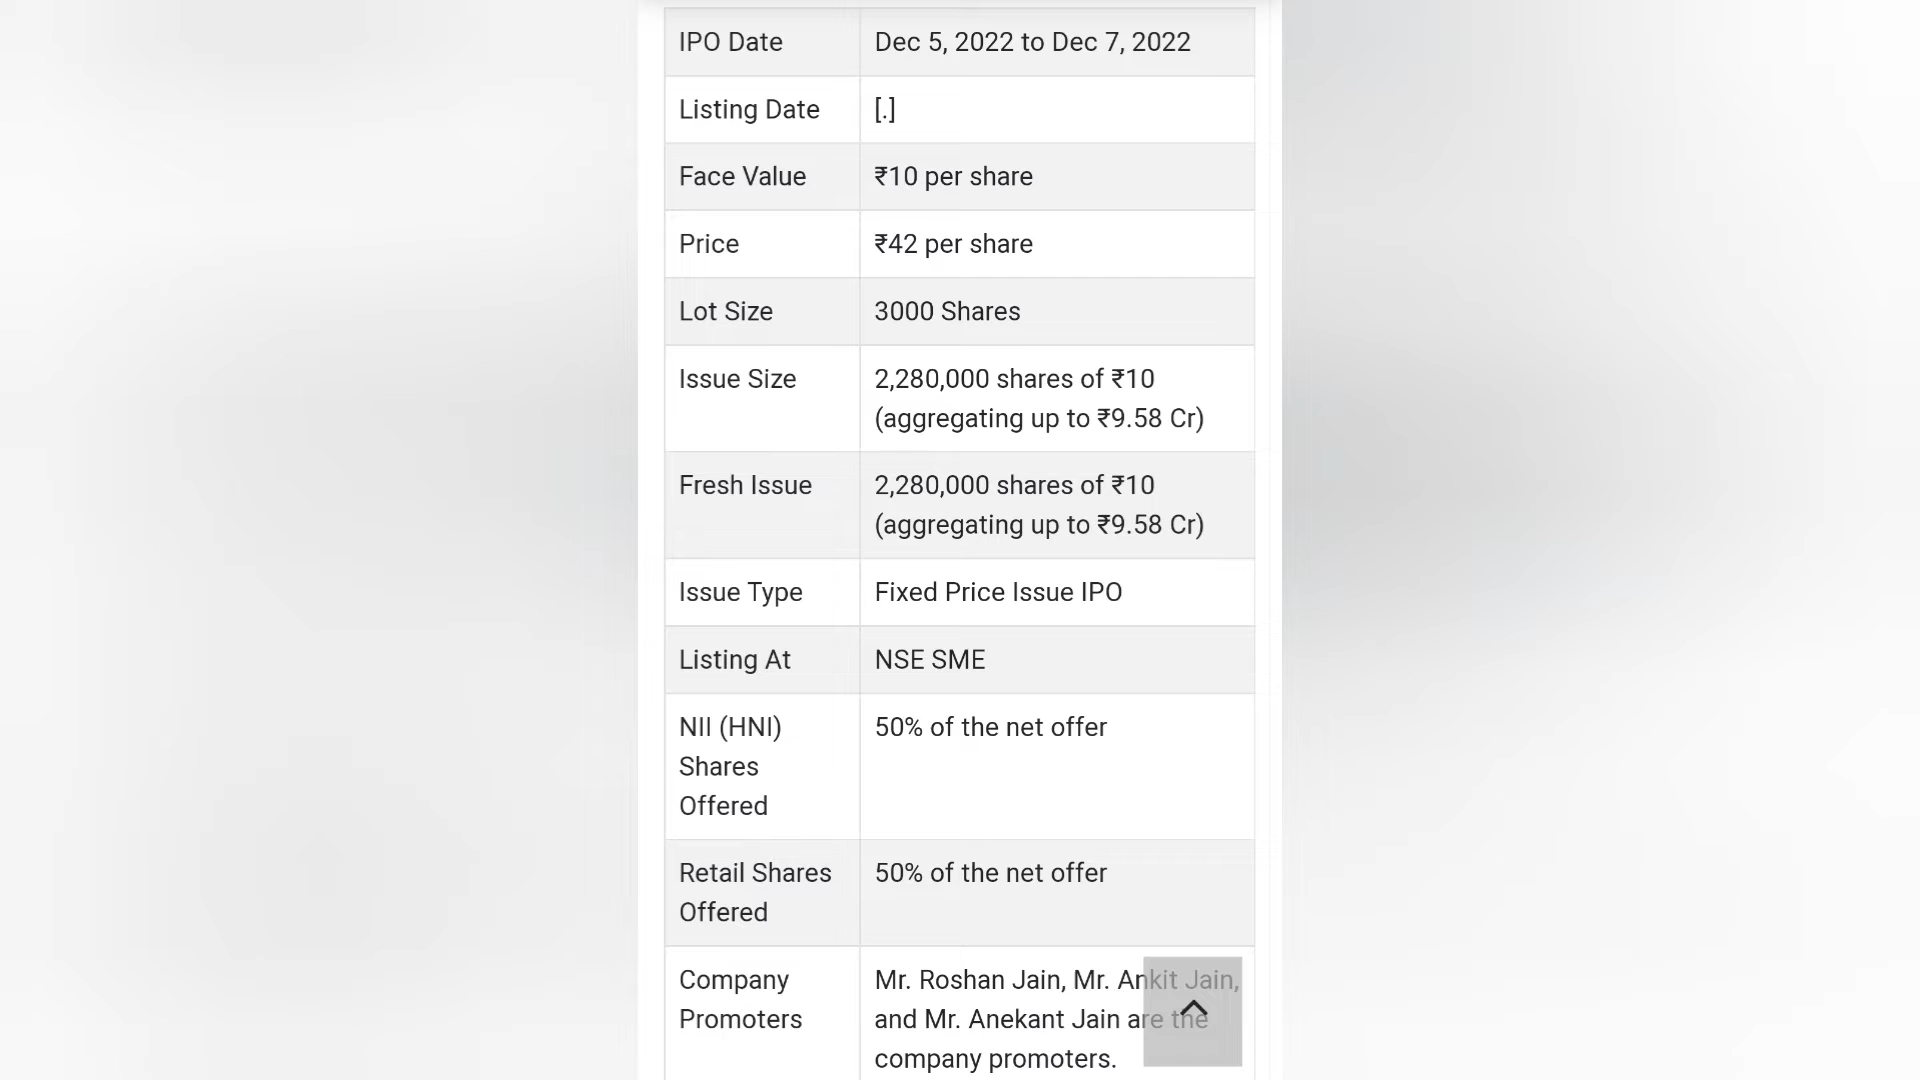 IPO Date Dec 5, 2022 to Dec 7, 2022
Listing Date [.]
Face Value ₹10 per share
Price ₹42 per share
Lot Size 3000 Shares
Issue Size 2,280,000 shares of ₹10
(aggregating up to ₹9.58 Cr)
Fresh Issue 2,280,000 shares of ₹10
(aggregating up to ₹9.58 Cr)
Issue Type Fixed Price Issue IPO
Listing At NSE SME
NII (HNI) 50% of the net offer
Shares
Offered
Retail Shares 50% of the net offer
Offered
Company Mr. Roshan Jain, Mr. Ankit Jain,
Promoters and Mr. Anekant Jain are the
company promoters.